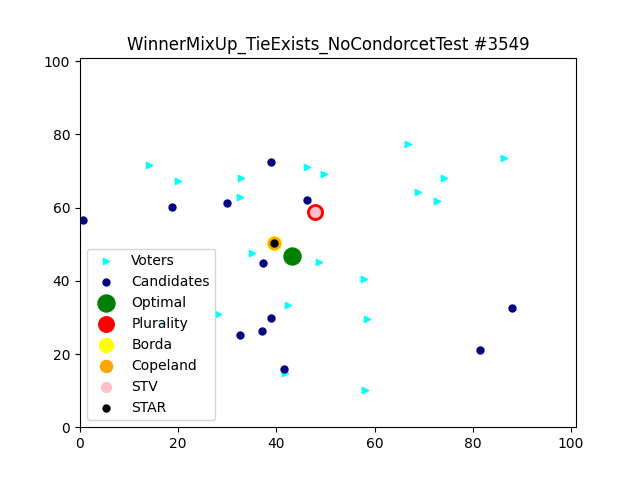 WinnerMixUp_TieExists_NoCondorcetTest #3549
100
80
60
40
20
0
Voters
Candidates
Optimal
Plurality
Borda
Copeland
STV
STAR
0 20 40 60 80 100